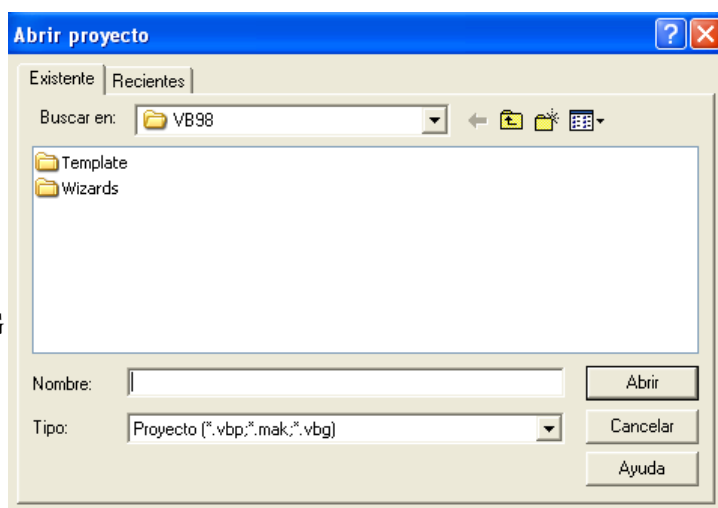 Abrir proyecto
Existente Recientes
Buscar en: VB98
Template
Wizards
Nombre: Abrir
Tipo: Proyecto (*.vbp;*.mak;*.vbg) Cancelar
Ayuda